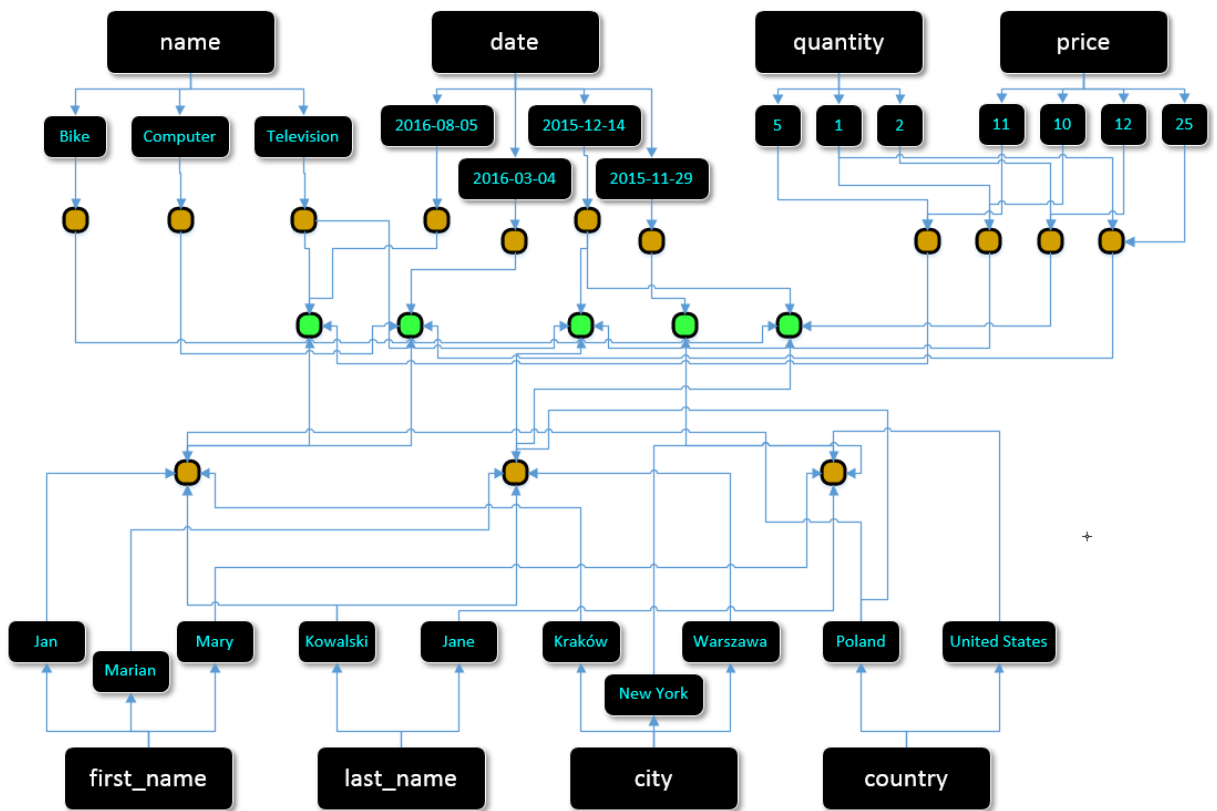 name
date
quantity
price
Bike
Computer
Television
2016-08-05
2015-12-14
5
1
2
11
10
12
25
2016-03-04
2015-11-29
Jan
Marian
Mary
Kowalski
Jane
Kraków
New York
Warszawa
Poland
United States
first_name
last_name
city
country